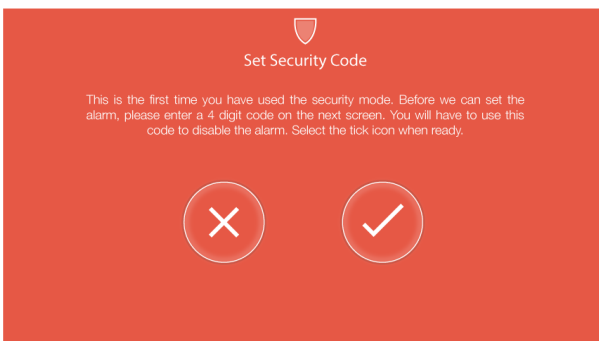 Set Security Code
This is the first time you have used the security mode. Before we can set the
alarm, please enter a 4 digit code on the next screen. You will have to use this
code to disable the alarm. Select the tick icon when ready.